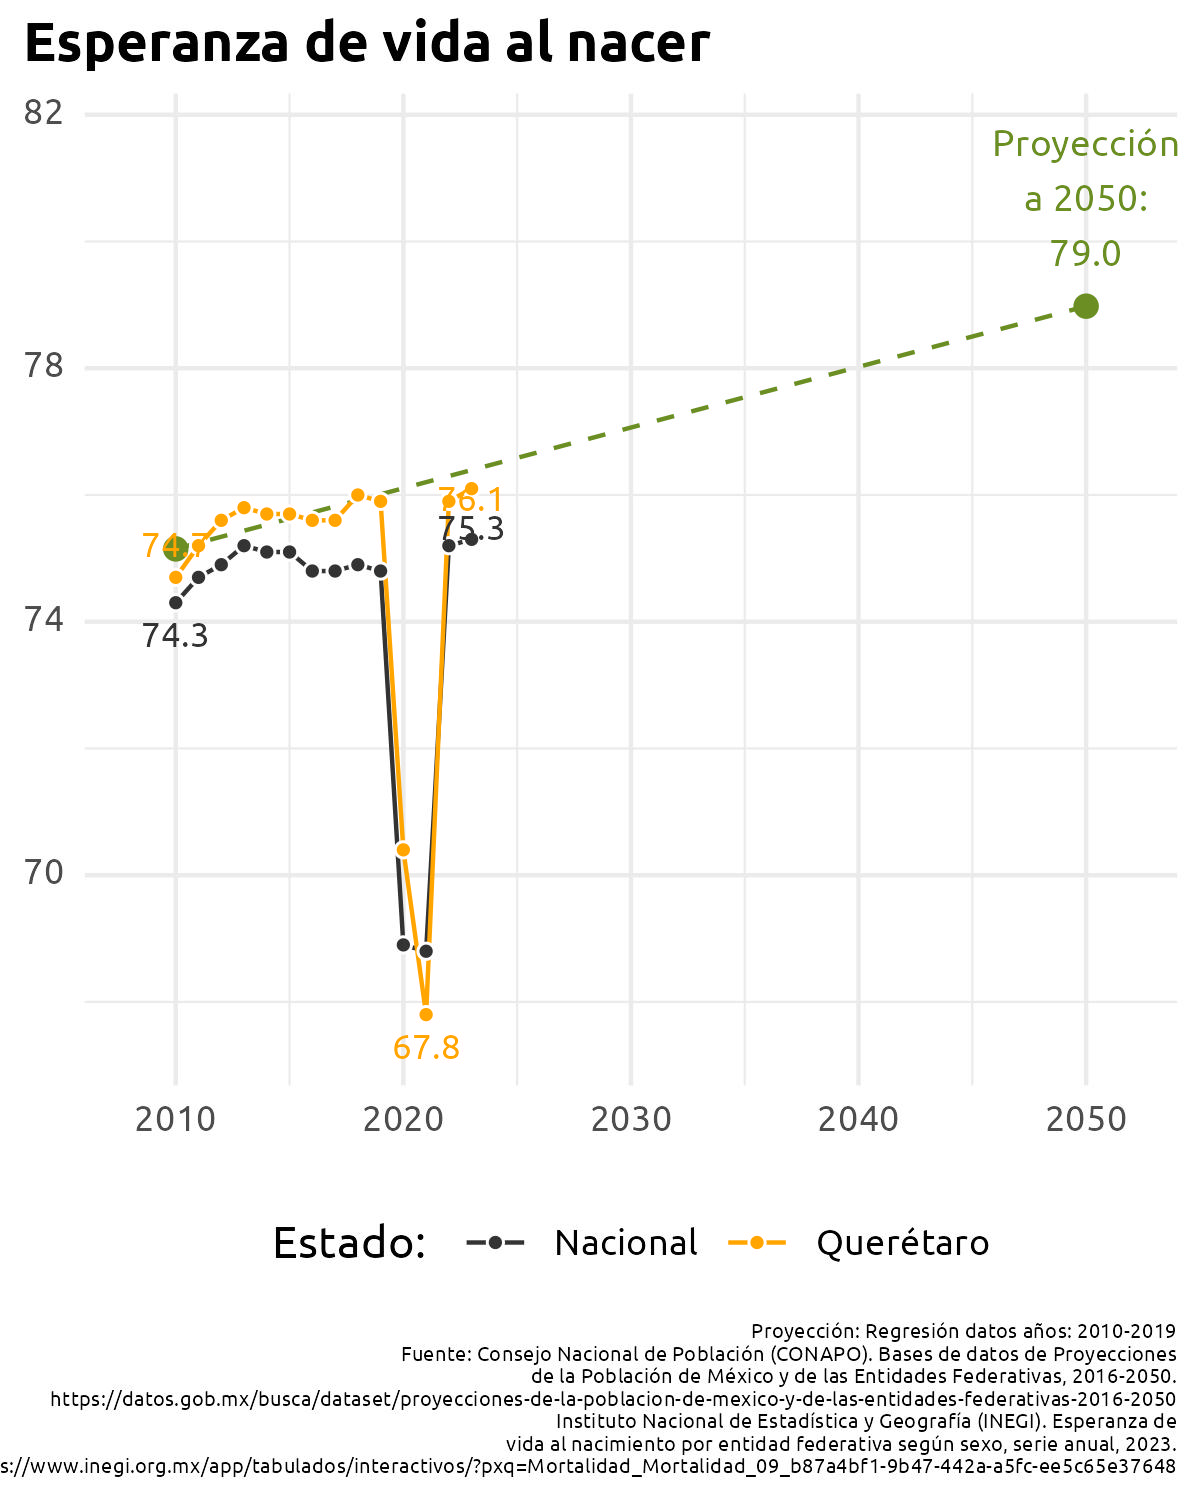 Esperanza de vida al nacer
82
Proyección
a 2050:
79.0
78
76.1
75.3
74.7
74
74.3
70
67.8
2010 2020 2030 2040 2050
Estado: Nacional Querétaro
Proyección: Regresión datos años: 2010-2019
Fuente: Consejo Nacional de Población (CONAPO). Bases de datos de Proyecciones
de la Población de México y de las Entidades Federativas, 2016-2050.
https://datos.gob.mx/busca/dataset/proyecciones-de-la-poblacion-de-mexico-y-de-las-entidades-federativas-2016-2050
Instituto Nacional de Estadística y Geografía (INEGI). Esperanza de
vida al nacimiento por entidad federativa según sexo, serie anual, 2023.
s://www.inegi.org.mx/app/tabulados/interactivos/?pxq=Mortalidad_Mortalidad_09_b87a4bf1-9b47-442a-a5fc-ee5c65e37648